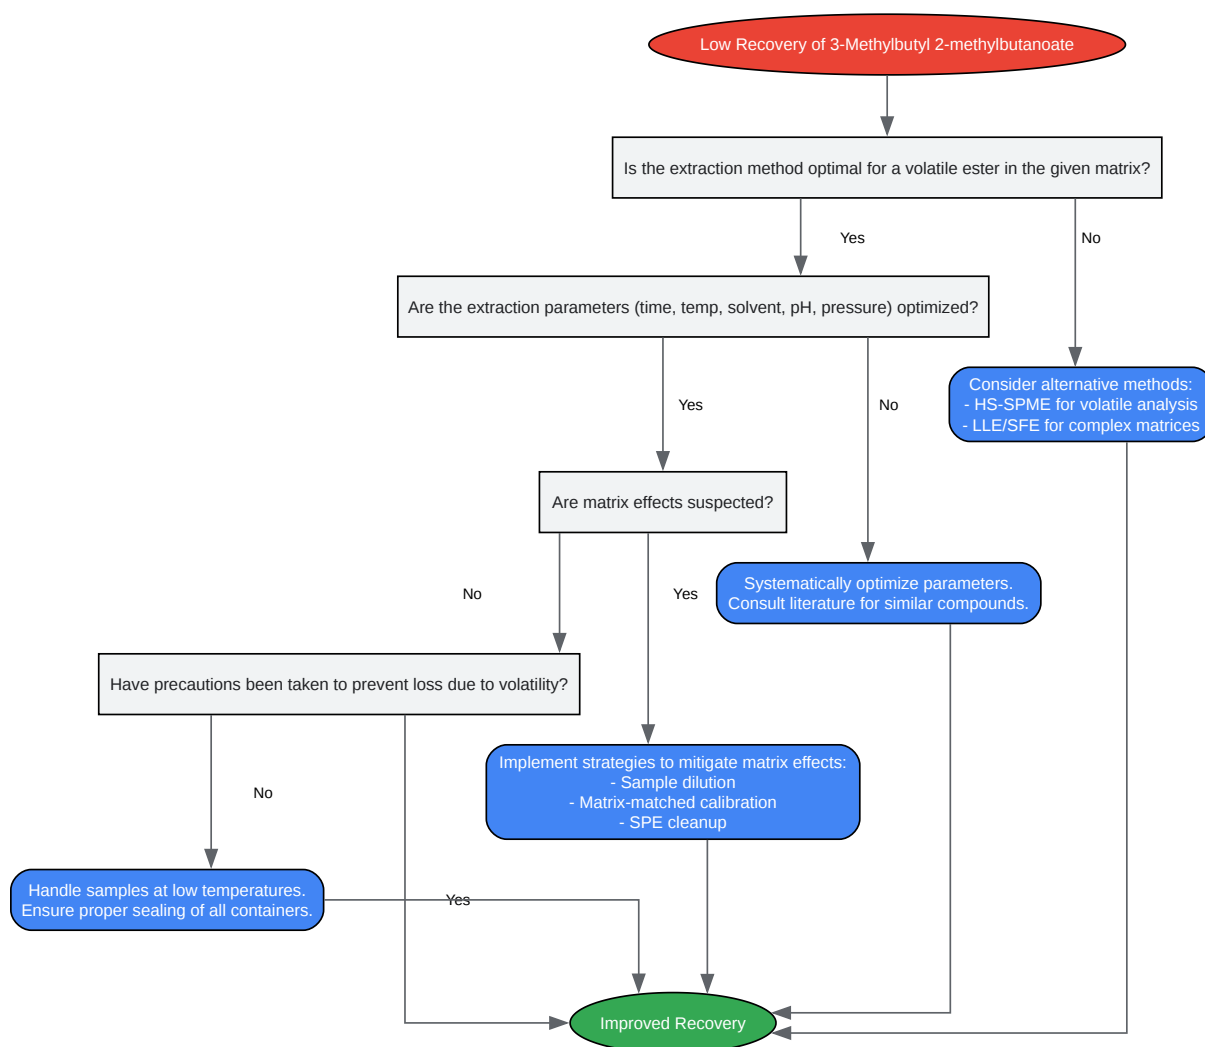 Low Recovery of 3-Methylbutyl 2-methylbutanoate
Is the extraction method optimal for a volatile ester in the given matrix?
Yes
No
Are the extraction parameters (time, temp, solvent, pH, pressure) optimized?
Consider alternative methods:
- HS-SPME for volatile analysis
- LLE/SFE for complex matrices
Yes
No
Are matrix effects suspected?
Systematically optimize parameters.
Consult literature for similar compounds.
No
Yes
Have precautions been taken to prevent loss due to volatility?
Implement strategies to mitigate matrix effects:
- Sample dilution
- Matrix-matched calibration
- SPE cleanup
No
Handle samples at low temperatures.
Ensure proper sealing of all containers.
Yes
Improved Recovery